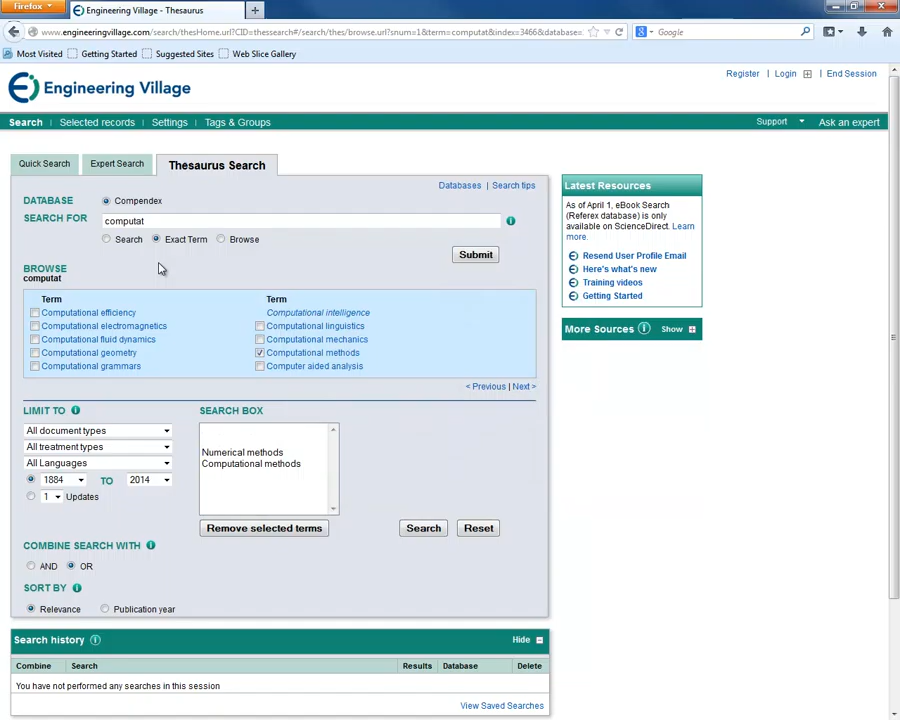 Firefox
Engineering Village - Thesaurus
+
www.engineeringvillage.com/search/thesHome.url?CID=thessearch#/search/thes/browse.url?snum=1&term=computat&index=3466&database=
Google
Most Visited Getting Started Suggested Sites Web Slice Gallery
Register | Login | End Session
Engineering Village
Search Selected records Settings Tags & Groups Support Ask an expert
Quick Search Expert Search Thesaurus Search
Databases | Search tips
DATABASE Compendex
SEARCH FOR computat
Search Exact Term Browse
Submit
BROWSE
computat
Term Term
Computational efficiency Computational intelligence
Computational electromagnetics Computational linguistics
Computational fluid dynamics Computational mechanics
Computational geometry Computational methods
Computational grammars Computer aided analysis
< Previous | Next >
LIMIT TO SEARCH BOX
All document types
All treatment types
All Languages
1884 TO 2014
1 Updates
Numerical methods
Computational methods
Remove selected terms Search Reset
COMBINE SEARCH WITH
AND OR
SORT BY
Relevance Publication year
Search history Hide
Combine Search Results Database Delete
You have not performed any searches in this session
View Saved Searches
Latest Resources
As of April 1, eBook Search
(Referex database) is only
available on ScienceDirect. Learn
more.
Resend User Profile Email
Here's what's new
Training videos
Getting Started
More Sources Show